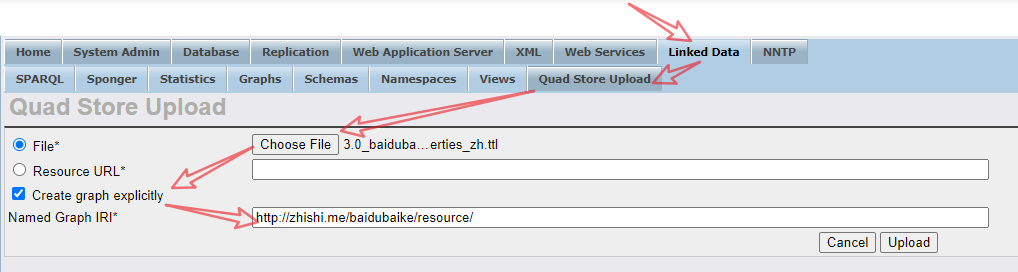 Home System Admin Database Replication Web Application Server XML Web Services Linked Data NNTP
SPARQL Sponger Statistics Graphs Schemas Namespaces Views Quad Store Upload
Quad Store Upload
File* Choose File 3.0_baiduba…erties_zh.ttl
Resource URL*
Create graph explicitly
Named Graph IRI* http://zhishi.me/baidubaike/resource/
Cancel Upload